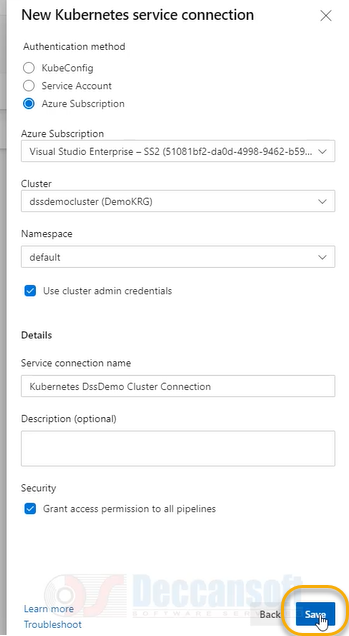 New Kubernetes service connection
Authentication method
KubeConfig
Service Account
Azure Subscription
Azure Subscription
Visual Studio Enterprise – SS2 (51081bf2-da0d-4998-9462-b59...
Cluster
dssdemocluster (DemoKRG)
Namespace
default
Use cluster admin credentials
Details
Service connection name
Kubernetes DssDemo Cluster Connection
Description (optional)
Security
Grant access permission to all pipelines
Deccansoft
SOFTWARE SERVICES
Learn more
Troubleshoot
Back
Save